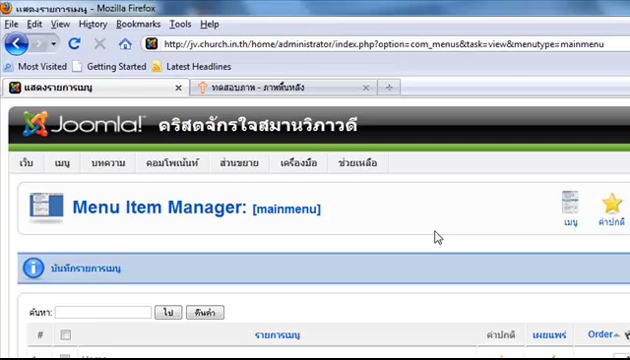 แสดงรายการเมนู - Mozilla Firefox
File Edit View History Bookmarks Tools Help
http://jv.church.in.th/home/administrator/index.php?option=com_menus&task=view&menutype=mainmenu
Most Visited Getting Started Latest Headlines
แสดงรายการเมนู ทดสอบภาพ - ภาพพื้นหลัง
Joomla! คริสตจักรใจสมานวิภาวดี
เว็บ เมนู บทความ คอมโพเน้นท์ ส่วนขยาย เครื่องมือ ช่วยเหลือ
Menu Item Manager: [mainmenu]
เมนู ค่าปกติ
บันทึกรายการเมนู
ค้นหา: ไป คืนค่า
# รายการเมนู ค่าปกติ เผยแพร่ Order